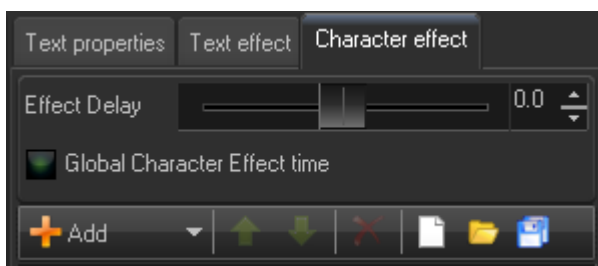 Text properties Text effect Character effect
Effect Delay 0.0
Global Character Effect time
Add